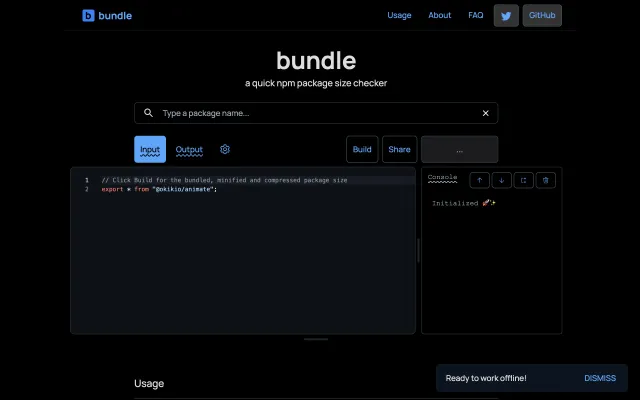 bundle
Usage
About
FAQ
GitHub
bundle
a quick npm package size checker
Type a package name...
Input
Output
Build
Share
...
1 // Click Build for the bundled, minified and compressed package size
2 export * from "@okikio/animate";
Console
Initialized 🚀✨
Usage
Ready to work offline!
DISMISS